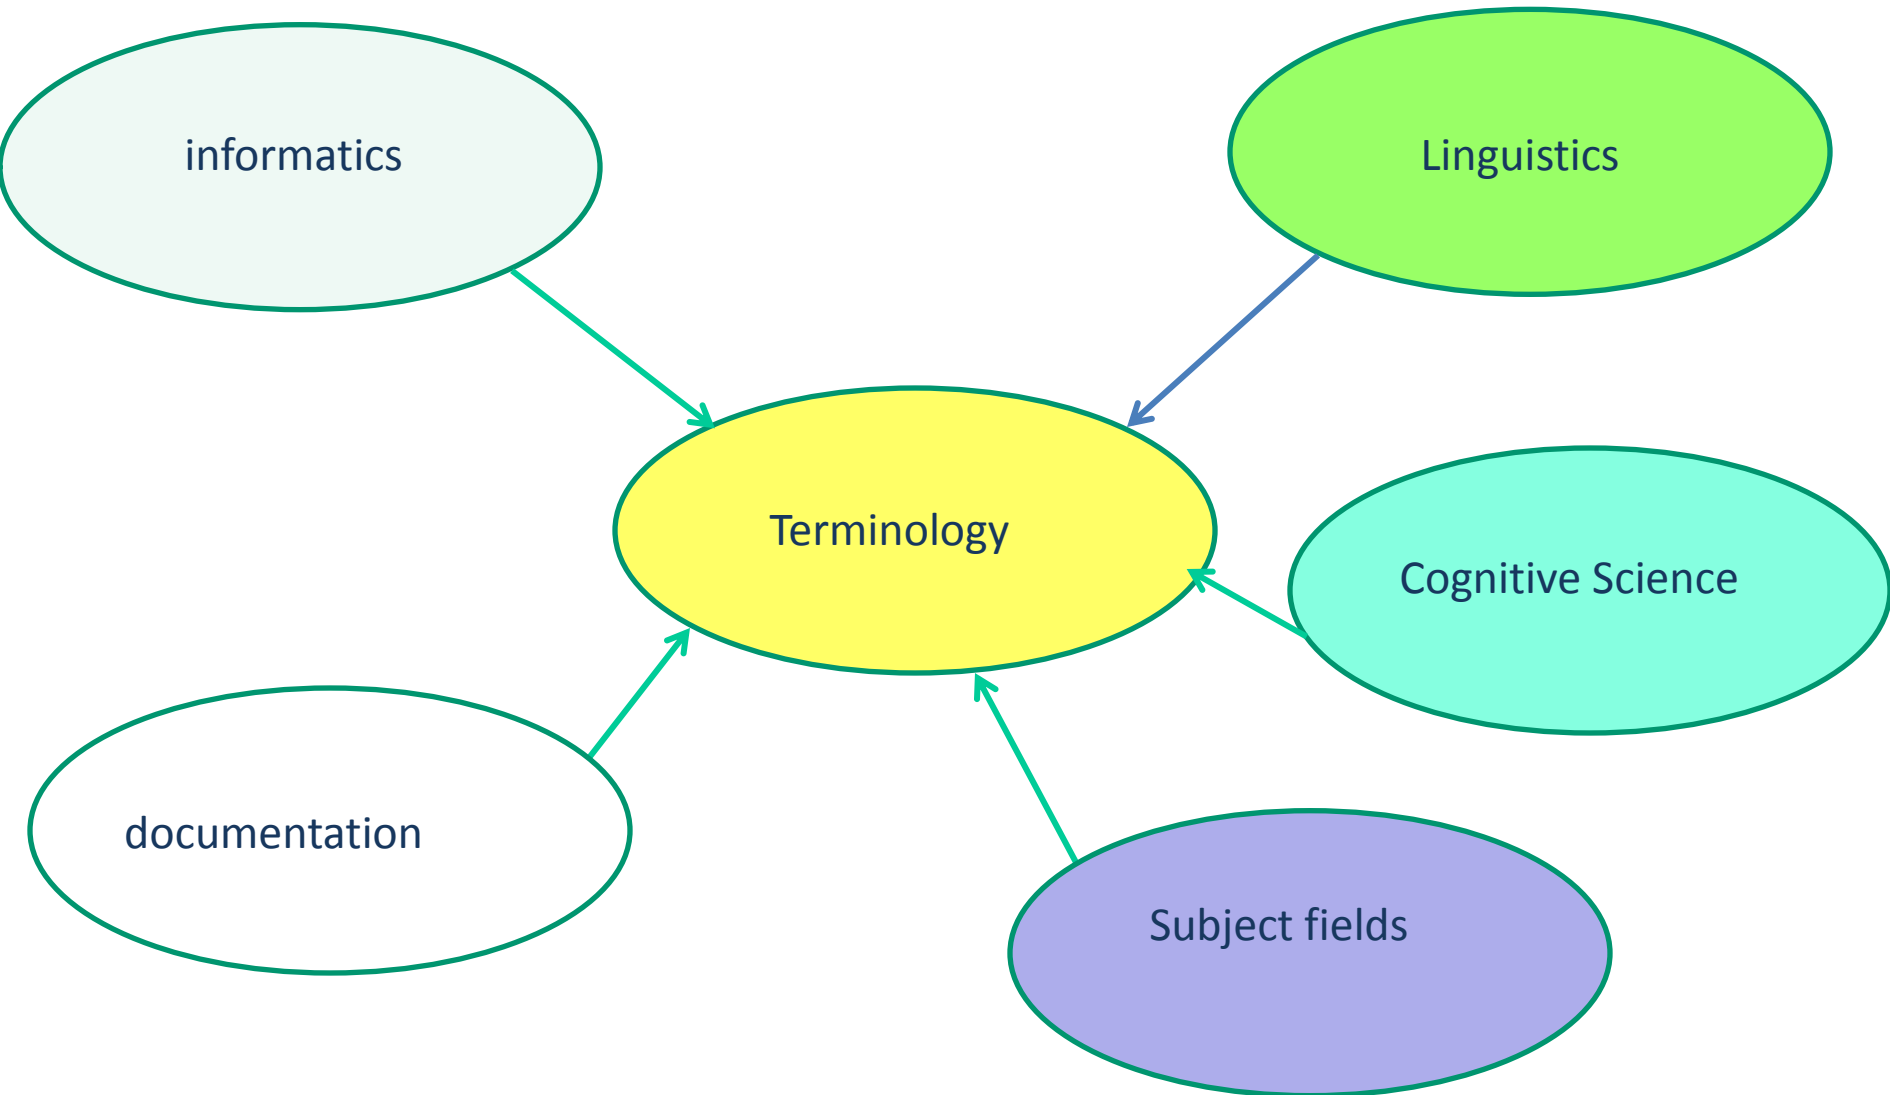 informatics
Linguistics
Terminology
Cognitive Science
documentation
Subject fields